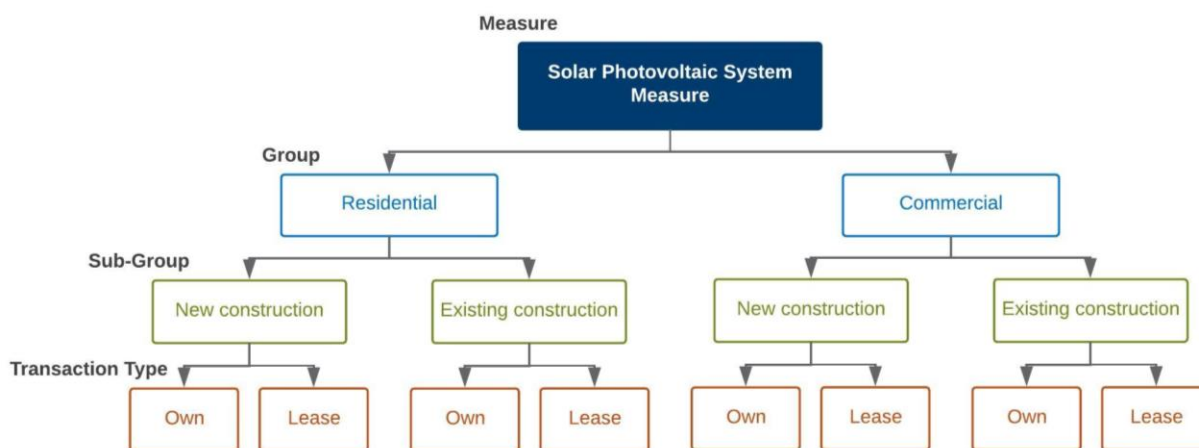 Measure
Solar Photovoltaic System
Measure
Group
Residential
Commercial
Sub-Group
New construction
Existing construction
New construction
Existing construction
Transaction Type
Own
Lease
Own
Lease
Own
Lease
Own
Lease